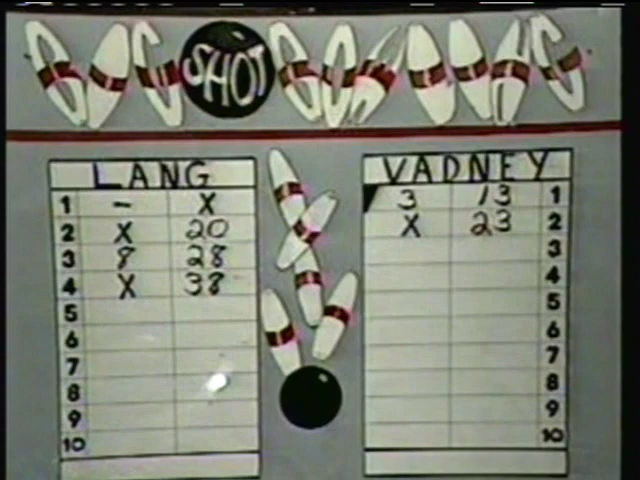 BIG SHOT BOWLING
LANG VADNEY
1 - X 3 13 1
2 X 20 X 23 2
3 8 28 3
4 X 38 4
5 5
6 6
7 7
8 8
9 9
10 10